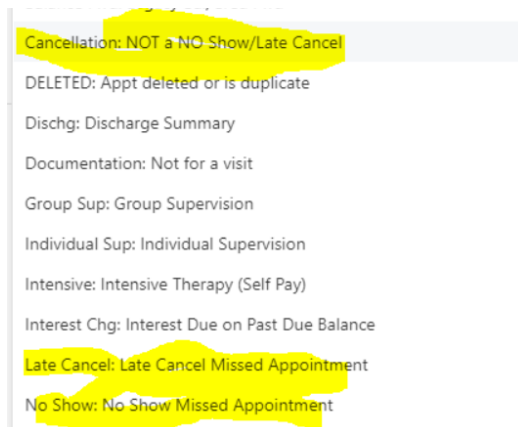 Cancellation: NOT a NO Show/Late Cancel
DELETED: Appt deleted or is duplicate
Dischg: Discharge Summary
Documentation: Not for a visit
Group Sup: Group Supervision
Individual Sup: Individual Supervision
Intensive: Intensive Therapy (Self Pay)
Interest Chg: Interest Due on Past Due Balance
Late Cancel: Late Cancel Missed Appointment
No Show: No Show Missed Appointment